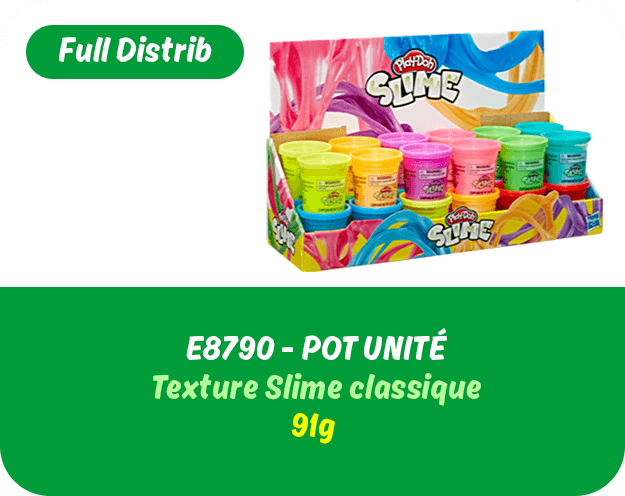 Full Distrib
Play-Doh
SLIME
Play-Doh
SLIME
E8790 - POT UNITÉ
Texture Slime classique
91g